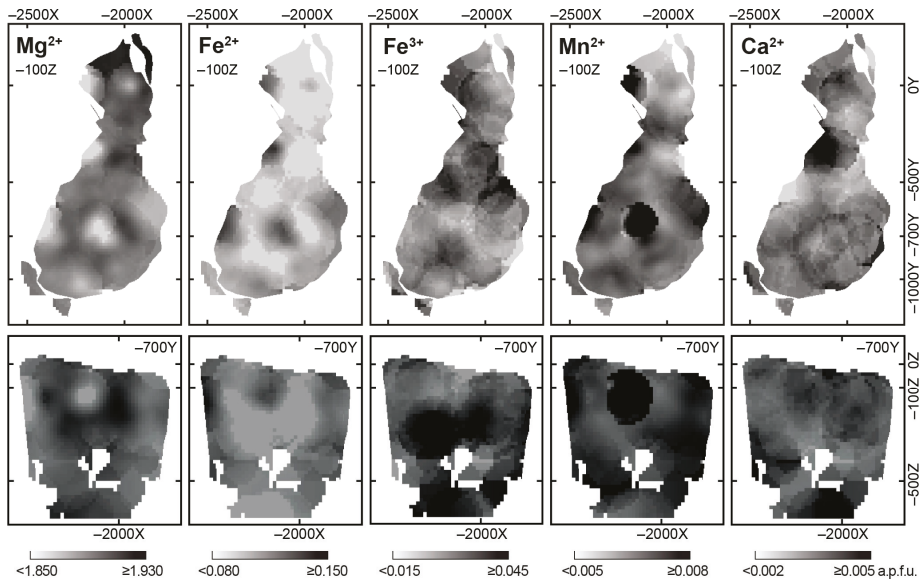 −2500X −2000X −2500X −2000X −2500X −2000X −2500X −2000X −2500X −2000X
Mg²⁺ Fe²⁺ Fe³⁺ Mn²⁺ Ca²⁺
−100Z −100Z −100Z −100Z −100Z
0Y
−500Y
−700Y
−1000Y
−700Y −700Y −700Y −700Y −700Y
0Z
−100Z
−500Z
−2000X −2000X −2000X −2000X −2000X
<1.850 ≥1.930 <0.080 ≥0.150 <0.015 ≥0.045 <0.005 ≥0.008 <0.002 ≥0.005 a.p.f.u.